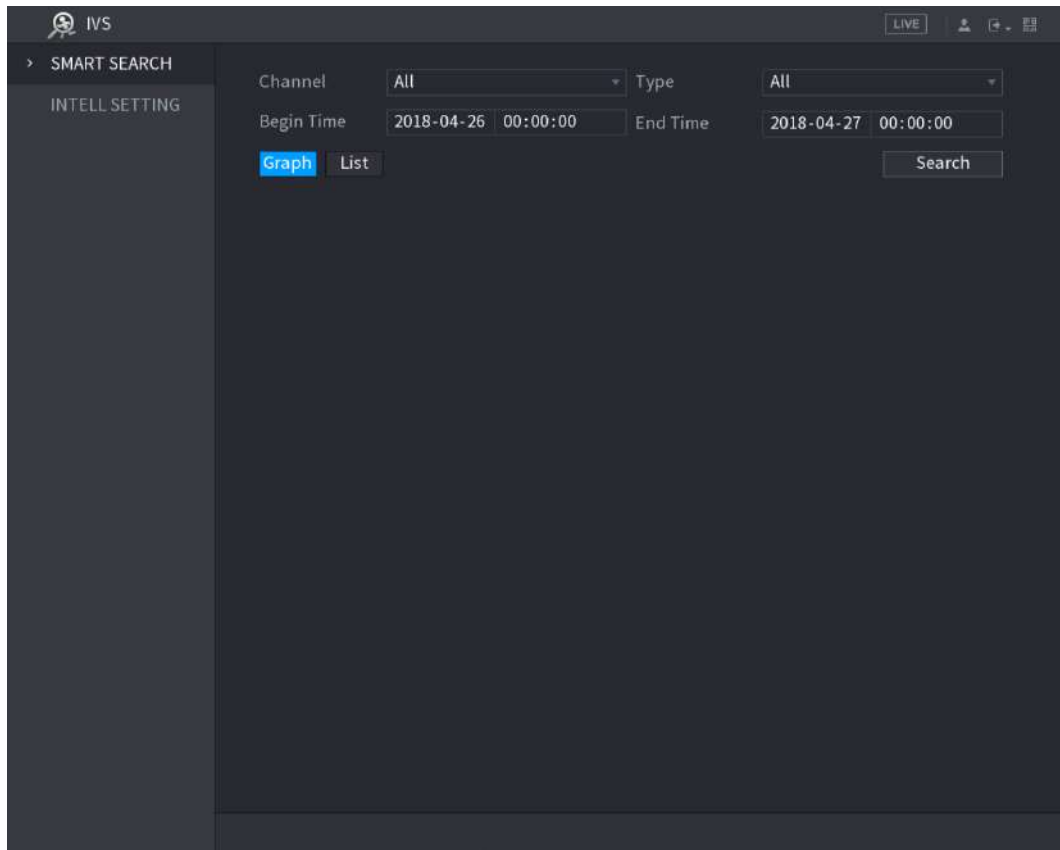 IVS LIVE
SMART SEARCH
INTELL SETTING
Channel All Type All
Begin Time 2018-04-26 00:00:00 End Time 2018-04-27 00:00:00
Graph List Search